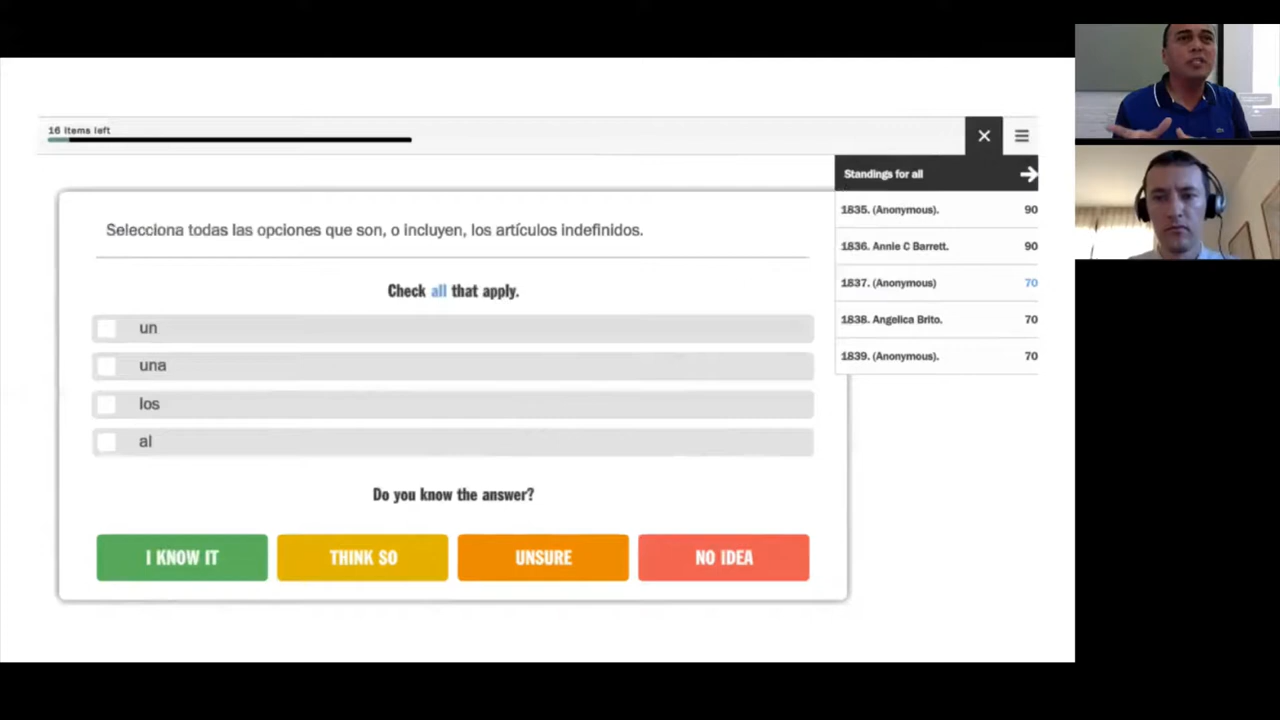 16 items left
Standings for all
1835. (Anonymous). 90
1836. Annie C Barrett. 90
1837. (Anonymous) 70
1838. Angelica Brito. 70
1839. (Anonymous). 70
Selecciona todas las opciones que son, o incluyen, los artículos indefinidos.
Check all that apply.
un
una
los
al
Do you know the answer?
I KNOW IT
THINK SO
UNSURE
NO IDEA